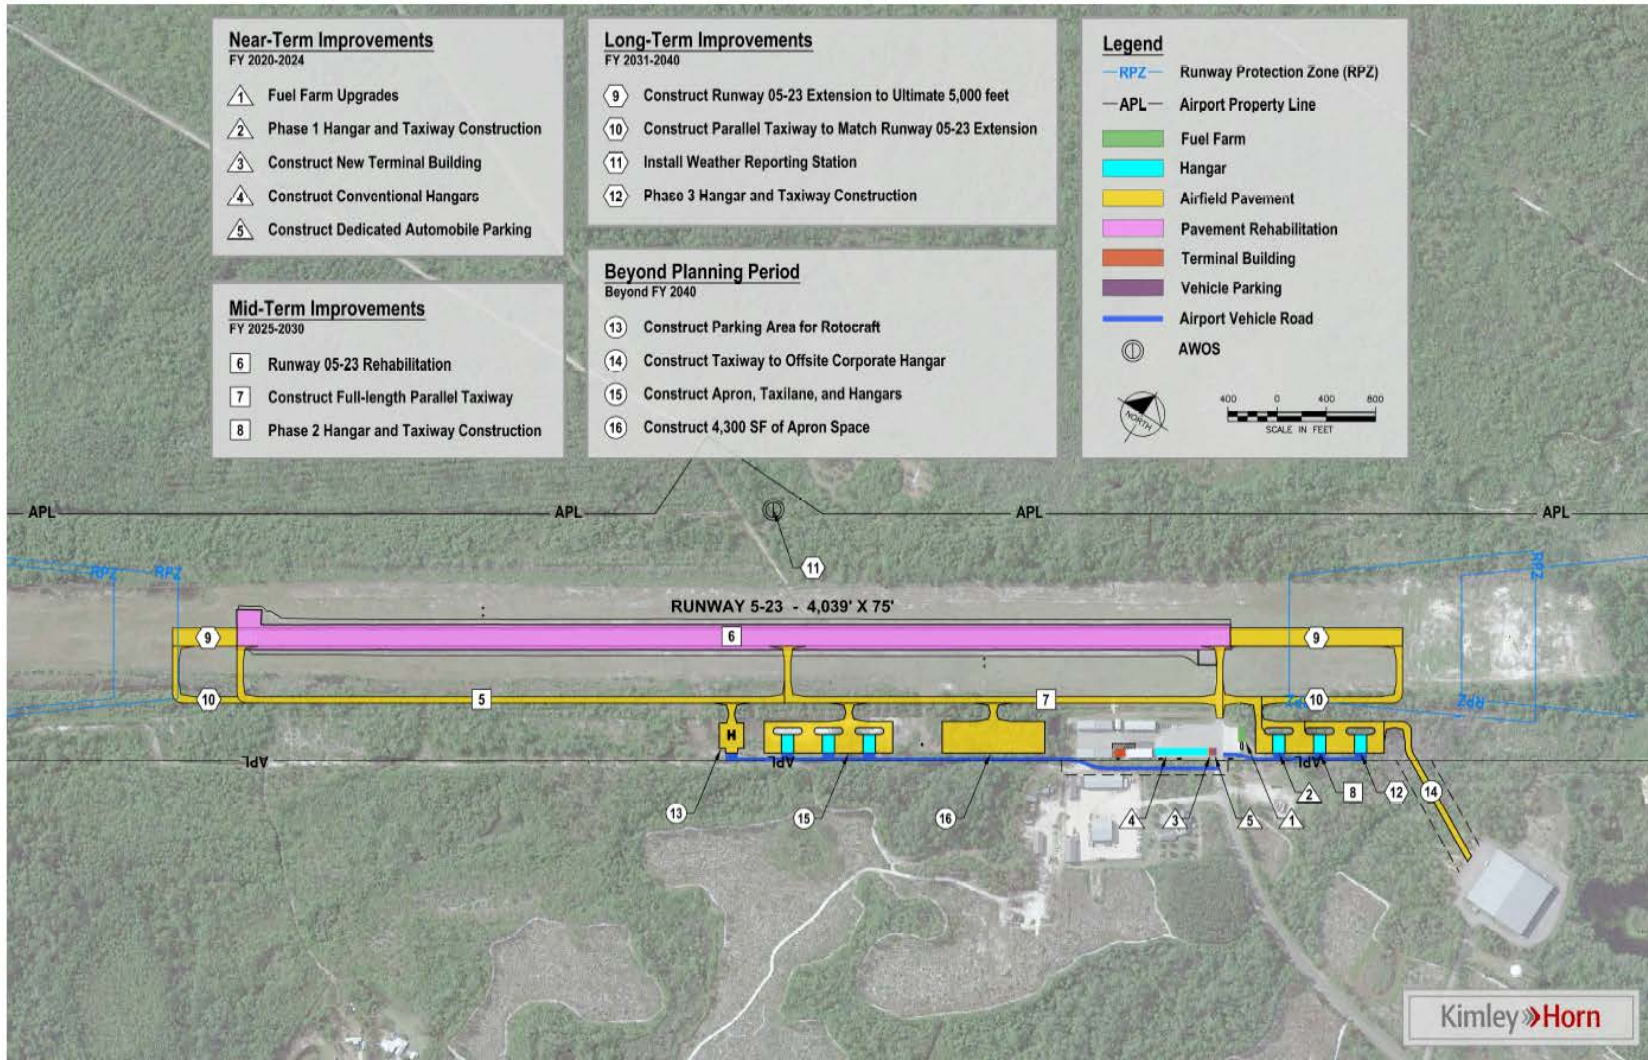 Near-Term Improvements
FY 2020-2024
1 Fuel Farm Upgrades
2 Phase 1 Hangar and Taxiway Construction
3 Construct New Terminal Building
4 Construct Conventional Hangars
5 Construct Dedicated Automobile Parking
Mid-Term Improvements
FY 2025-2030
6 Runway 05-23 Rehabilitation
7 Construct Full-length Parallel Taxiway
8 Phase 2 Hangar and Taxiway Construction
Long-Term Improvements
FY 2031-2040
9 Construct Runway 05-23 Extension to Ultimate 5,000 feet
10 Construct Parallel Taxiway to Match Runway 05-23 Extension
11 Install Weather Reporting Station
12 Phase 3 Hangar and Taxiway Construction
Beyond Planning Period
Beyond FY 2040
13 Construct Parking Area for Rotocraft
14 Construct Taxiway to Offsite Corporate Hangar
15 Construct Apron, Taxilane, and Hangars
16 Construct 4,300 SF of Apron Space
Legend
RPZ Runway Protection Zone (RPZ)
APL Airport Property Line
Fuel Farm
Hangar
Airfield Pavement
Pavement Rehabilitation
Terminal Building
Vehicle Parking
Airport Vehicle Road
AWOS
NORTH
400 0 400 800
SCALE IN FEET
APL APL APL APL
11
RPZ RPZ RPZ
RUNWAY 5-23 - 4,039' X 75'
9 6 9
10 5 7 10
RPZ RPZ
H
APL APL APL
13 15 16 4 3 5 1 2 8 12 14
Kimley»Horn